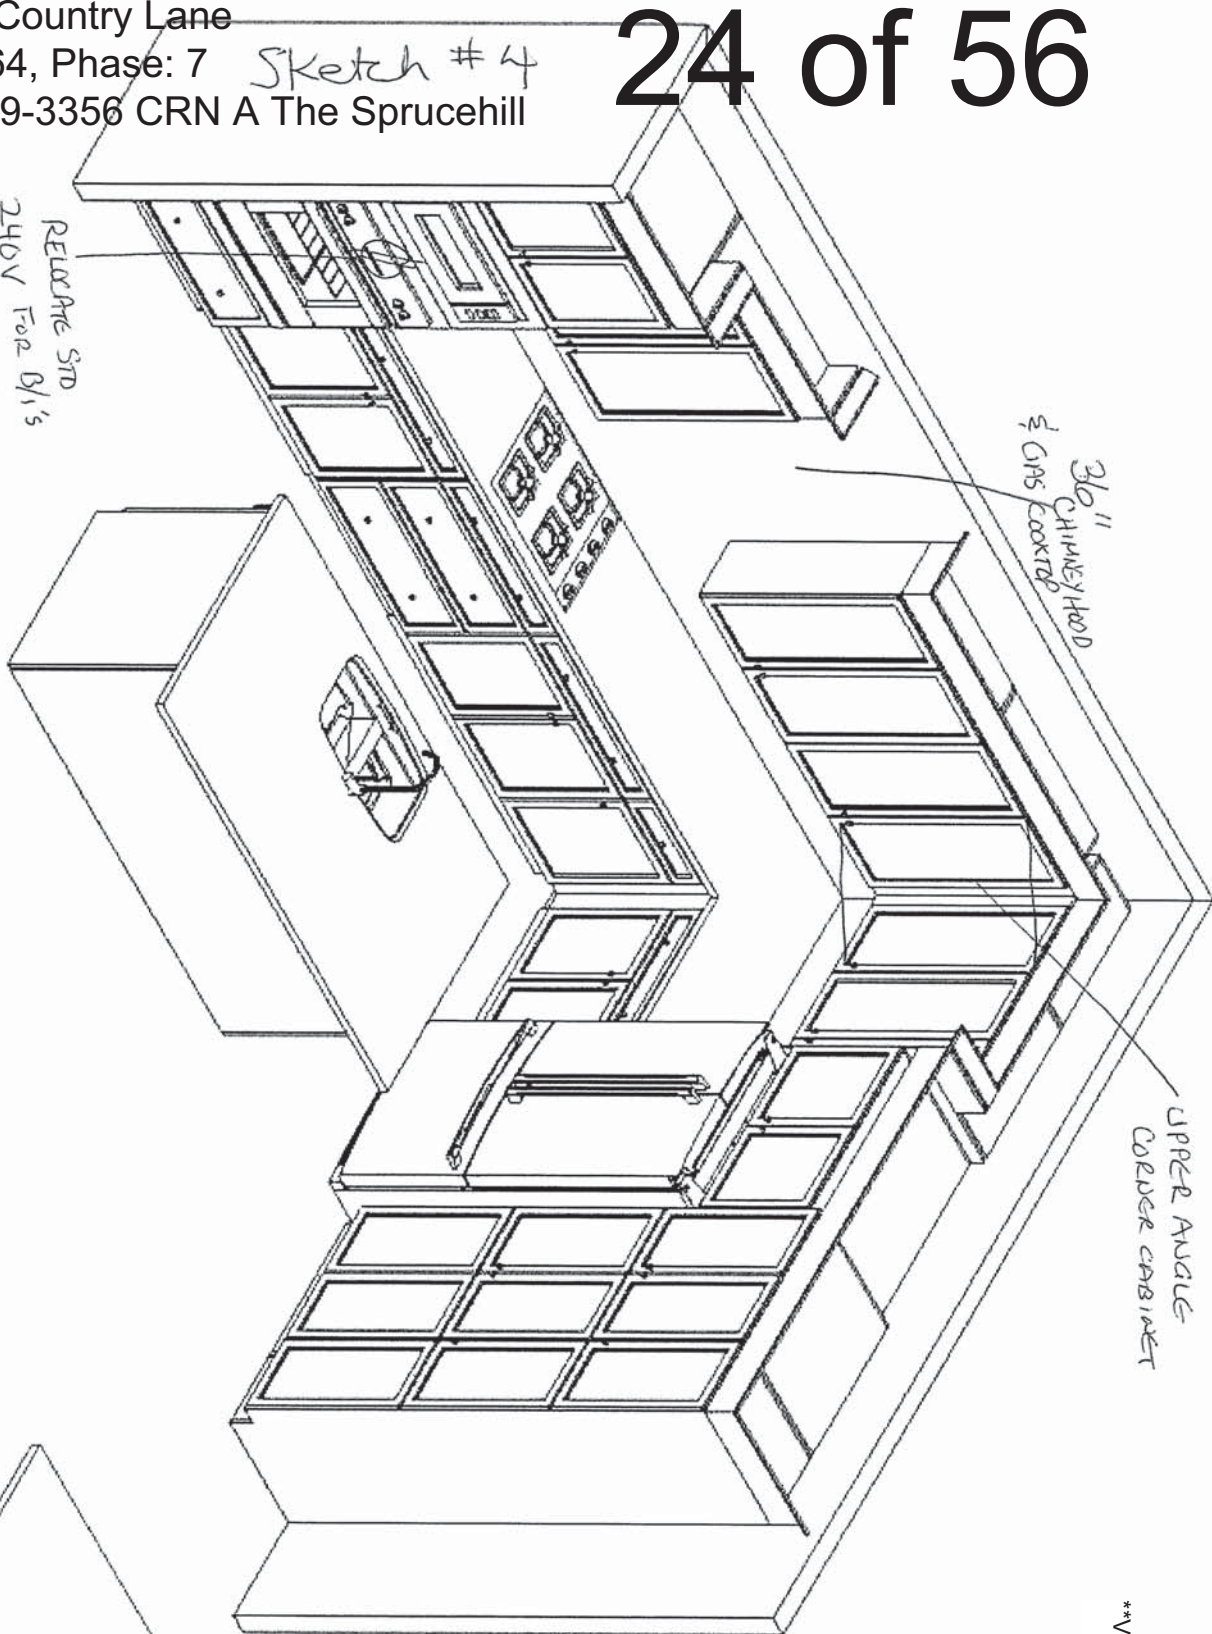 Country Lane
64, Phase: 7
Sketch #4
24 of 56
9-3356 CRN A The Sprucehill
RELOCATE STD
240V FOR B/I'S
36"
CHIMNEY HOOD
& GAS COOKTOP
UPPER ANGLE
CORNER CABINET
**V